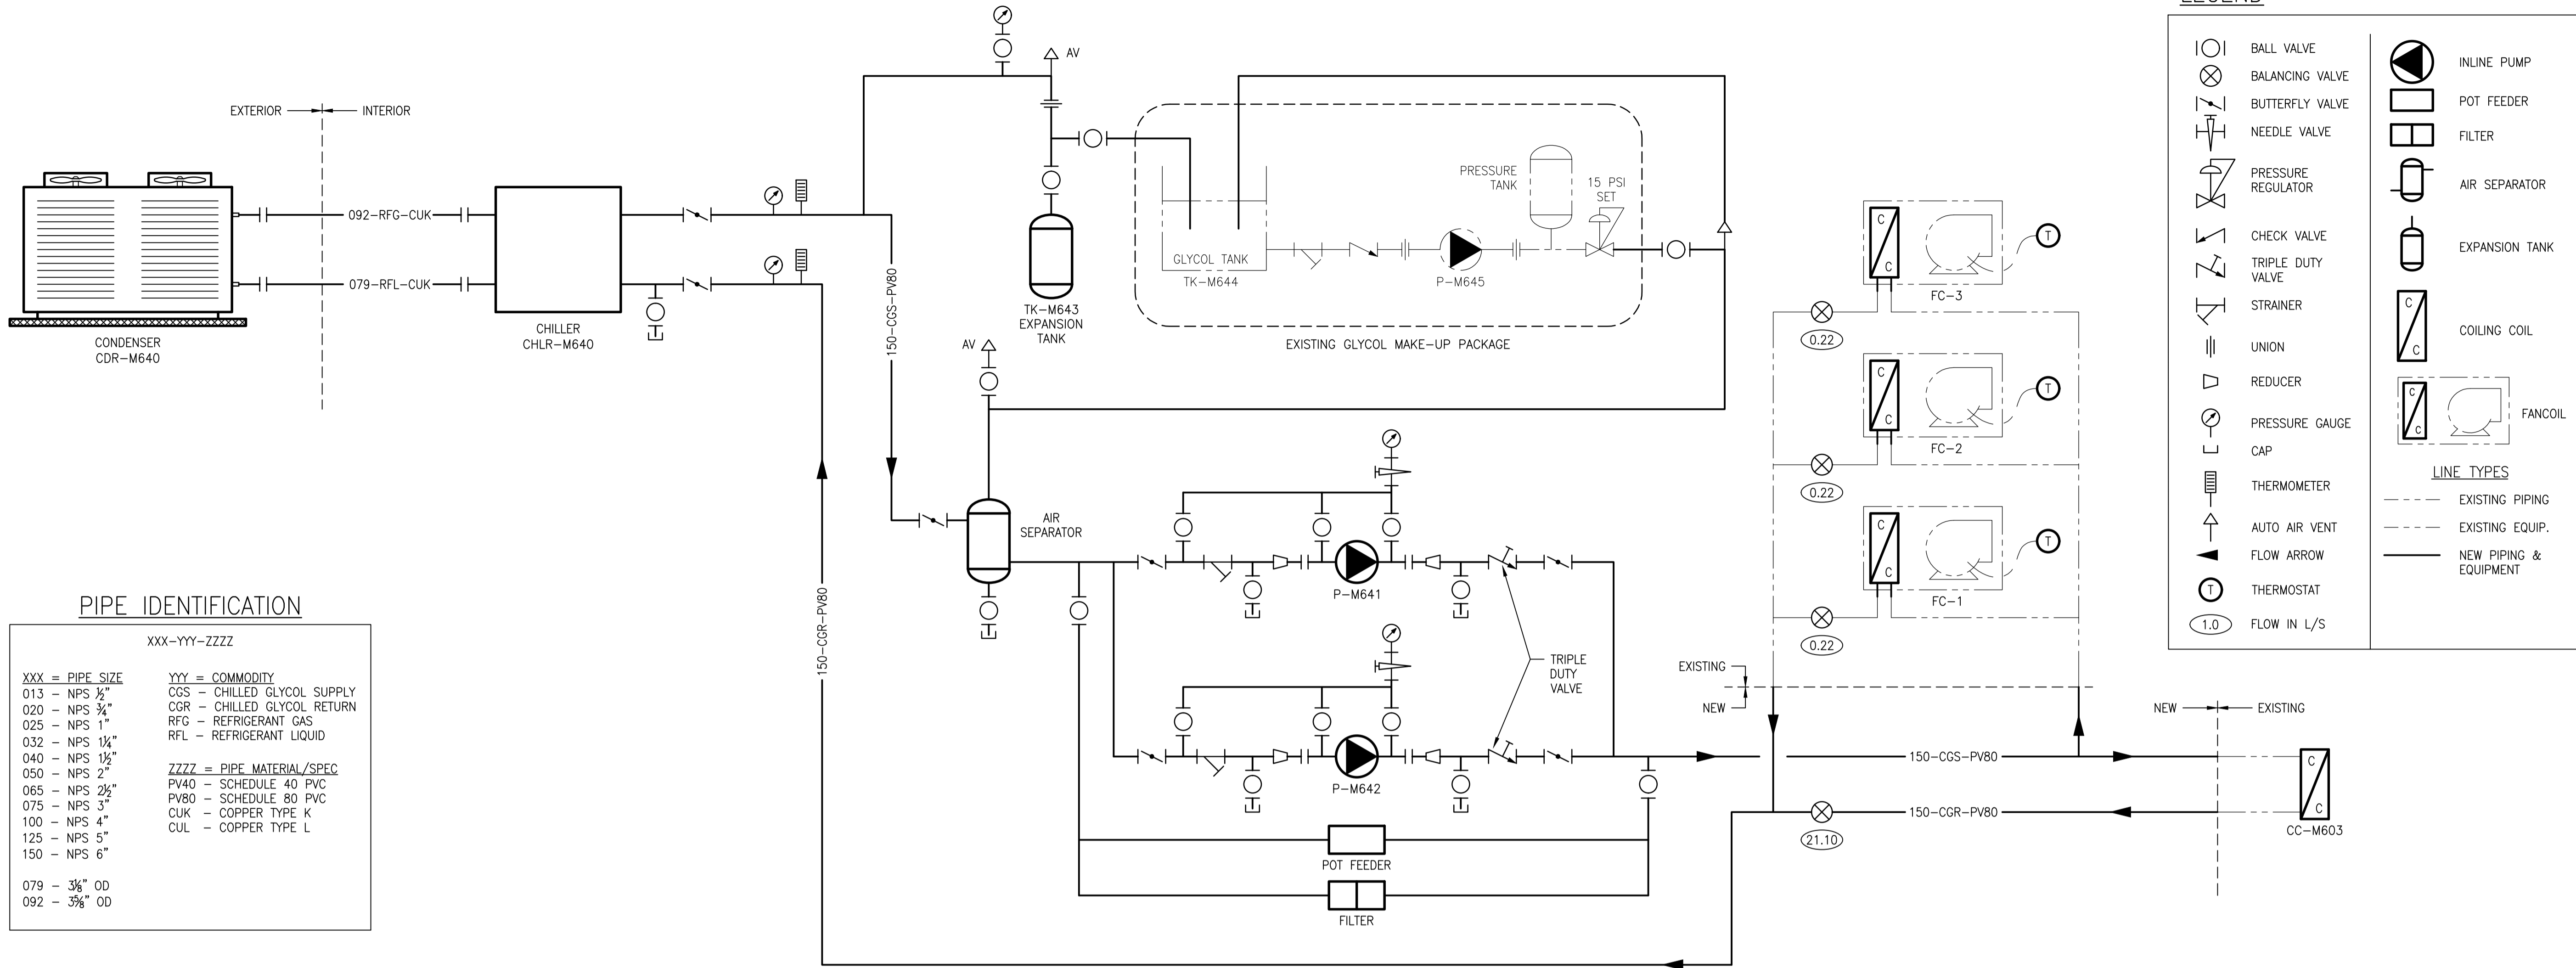 EXTERIOR
INTERIOR
092-RFG-CUK
079-RFL-CUK
CONDENSER
CDR-M640
CHILLER
CHLR-M640
AV
TK-M643
EXPANSION
TANK
GLYCOL TANK
TK-M644
P-M645
PRESSURE
TANK
15 PSI
SET
EXISTING GLYCOL MAKE-UP PACKAGE
150-CGS-PV80
150-CGR-PV80
AV
AIR
SEPARATOR
P-M641
P-M642
TRIPLE
DUTY
VALVE
POT FEEDER
FILTER
C
C
T
FC-3
0.22
C
C
T
FC-2
0.22
C
C
T
FC-1
0.22
EXISTING
NEW
NEW
EXISTING
150-CGS-PV80
150-CGR-PV80
21.10
C
C
CC-M603
PIPE IDENTIFICATION
XXX-YYY-ZZZZ
XXX = PIPE SIZE
013 - NPS ½"
020 - NPS ¾"
025 - NPS 1"
032 - NPS 1¼"
040 - NPS 1½"
050 - NPS 2"
065 - NPS 2½"
075 - NPS 3"
100 - NPS 4"
125 - NPS 5"
150 - NPS 6"
079 - 3⅛" OD
092 - 3⅝" OD
YYY = COMMODITY
CGS - CHILLED GLYCOL SUPPLY
CGR - CHILLED GLYCOL RETURN
RFG - REFRIGERANT GAS
RFL - REFRIGERANT LIQUID
ZZZZ = PIPE MATERIAL/SPEC
PV40 - SCHEDULE 40 PVC
PV80 - SCHEDULE 80 PVC
CUK - COPPER TYPE K
CUL - COPPER TYPE L
LEGEND
BALL VALVE
BALANCING VALVE
BUTTERFLY VALVE
NEEDLE VALVE
PRESSURE
REGULATOR
CHECK VALVE
TRIPLE DUTY
VALVE
STRAINER
UNION
REDUCER
PRESSURE GAUGE
CAP
THERMOMETER
AUTO AIR VENT
FLOW ARROW
T
THERMOSTAT
1.0
FLOW IN L/S
INLINE PUMP
POT FEEDER
FILTER
AIR SEPARATOR
EXPANSION TANK
C
C
COILING COIL
C
C
FANCOIL
LINE TYPES
EXISTING PIPING
EXISTING EQUIP.
NEW PIPING &
EQUIPMENT